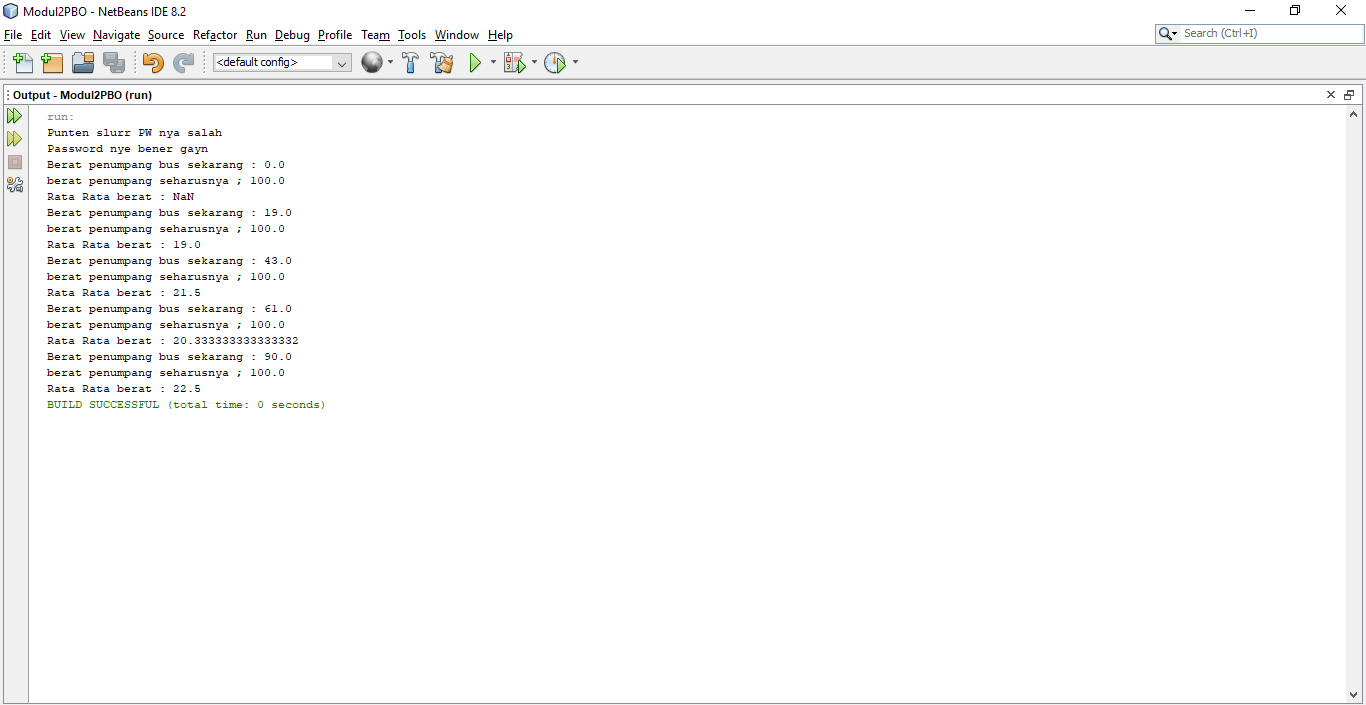 Modul2PBO - NetBeans IDE 8.2
File Edit View Navigate Source Refactor Run Debug Profile Team Tools Window Help
Search (Ctrl+I)
<default config>
Output - Modul2PBO (run)
run:
Punten slurr PW nya salah
Password nye bener gayn
Berat penumpang bus sekarang : 0.0
berat penumpang seharusnya ; 100.0
Rata Rata berat : NaN
Berat penumpang bus sekarang : 19.0
berat penumpang seharusnya ; 100.0
Rata Rata berat : 19.0
Berat penumpang bus sekarang : 43.0
berat penumpang seharusnya ; 100.0
Rata Rata berat : 21.5
Berat penumpang bus sekarang : 61.0
berat penumpang seharusnya ; 100.0
Rata Rata berat : 20.333333333333332
Berat penumpang bus sekarang : 90.0
berat penumpang seharusnya ; 100.0
Rata Rata berat : 22.5
BUILD SUCCESSFUL (total time: 0 seconds)